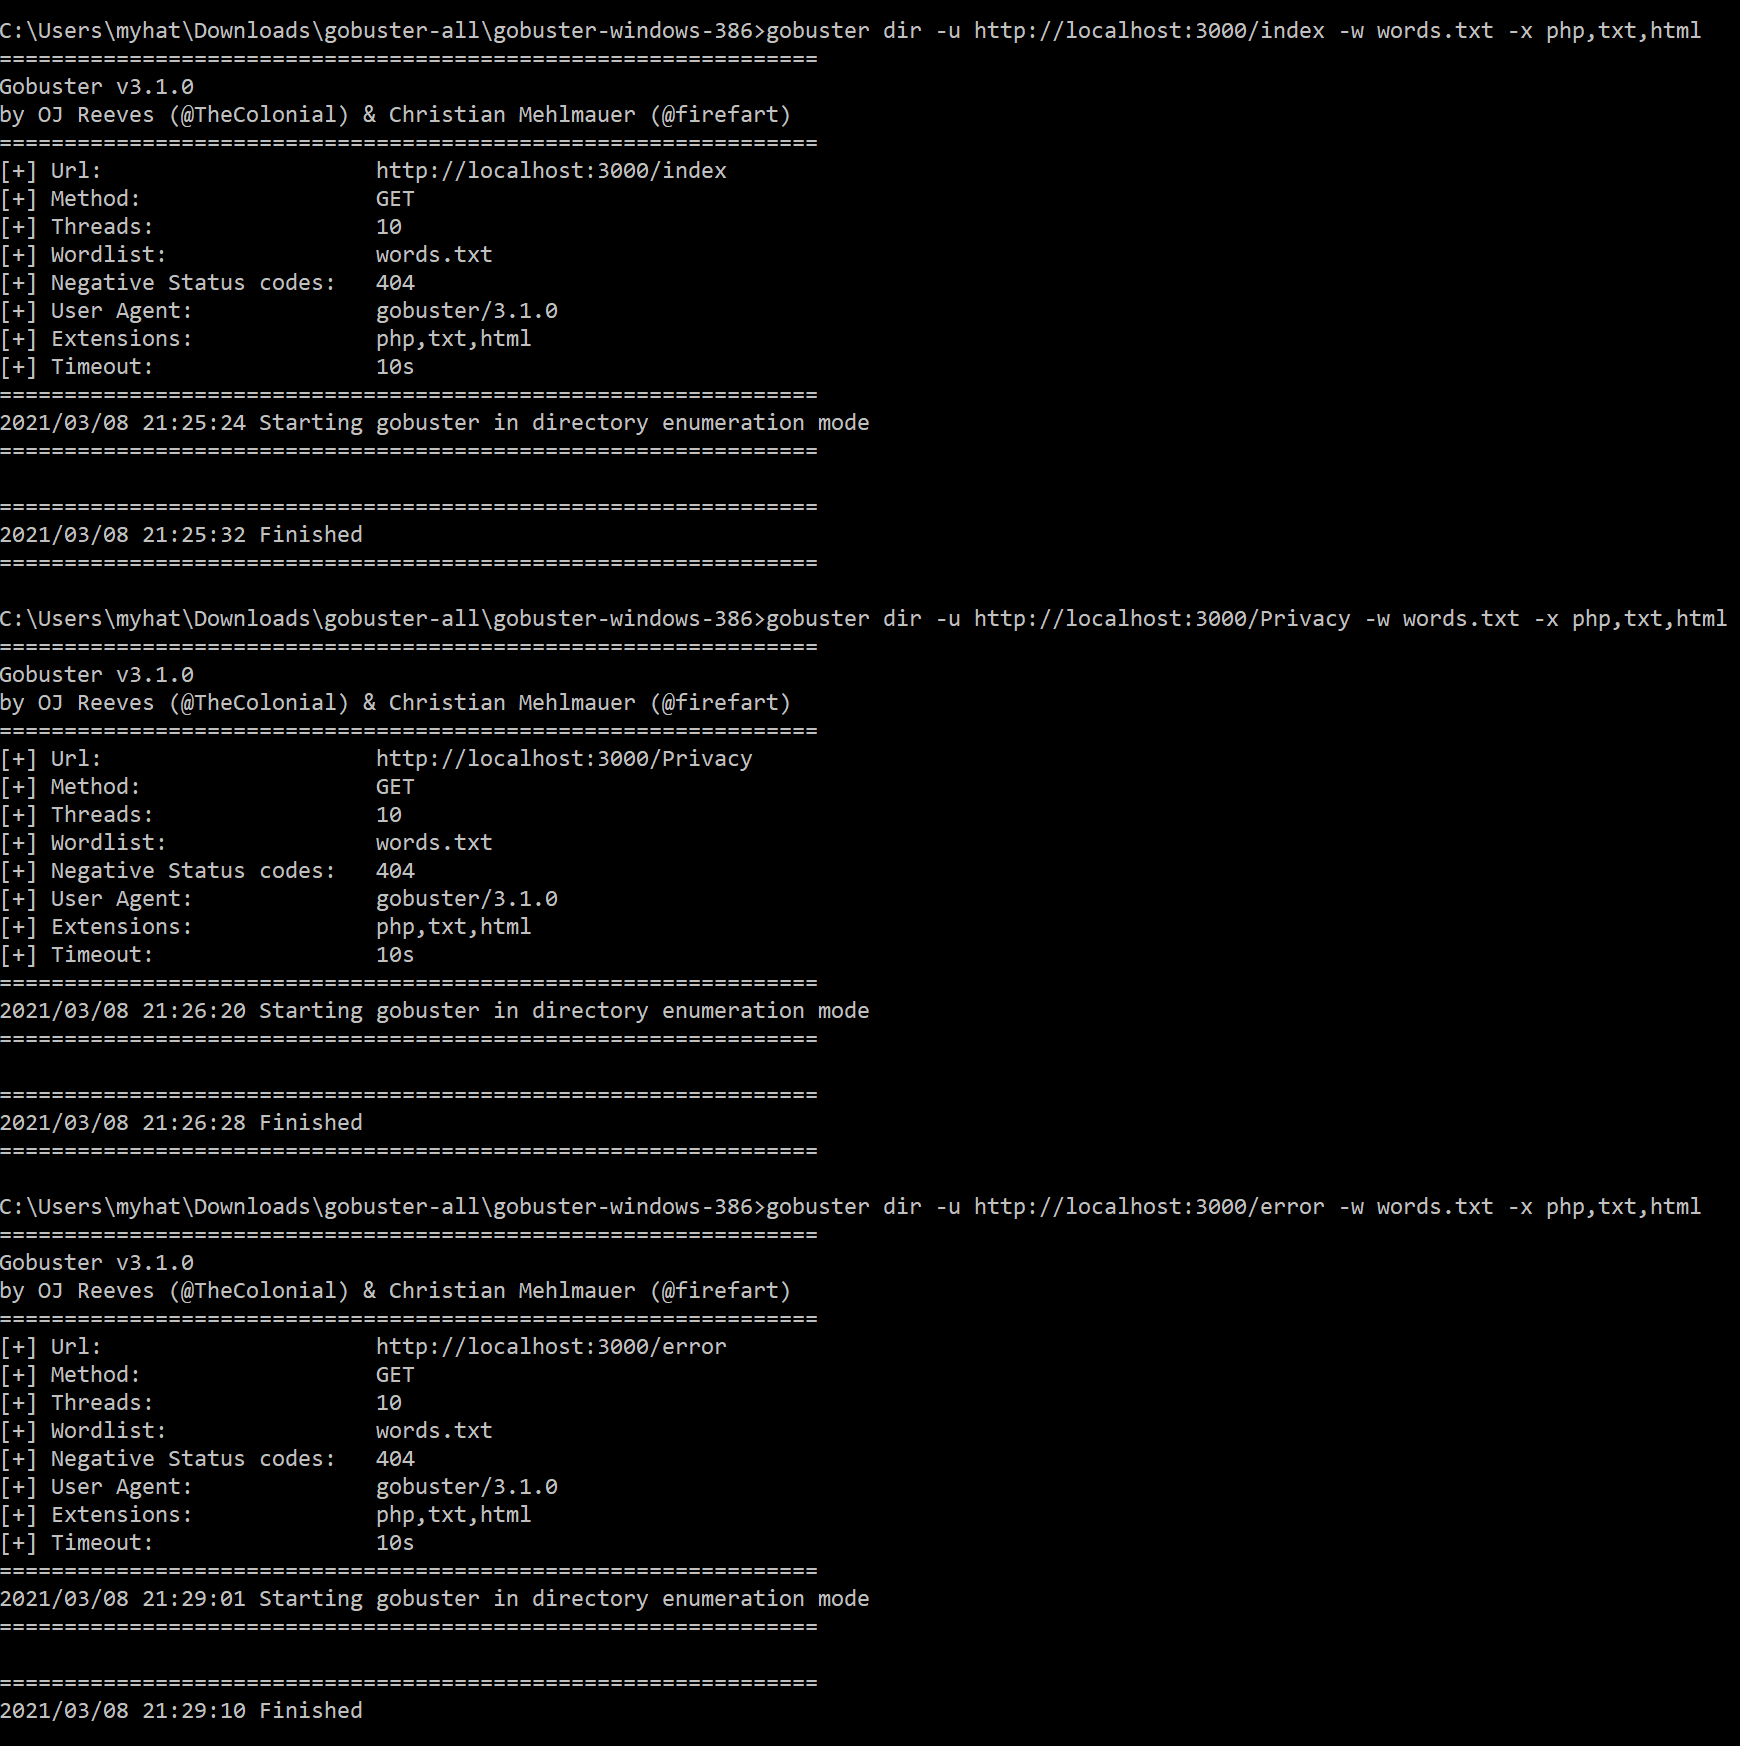 C:\Users\myhat\Downloads\gobuster-all\gobuster-windows-386>gobuster dir -u http://localhost:3000/index -w words.txt -x php,txt,html
===============================================================
Gobuster v3.1.0
by OJ Reeves (@TheColonial) & Christian Mehlmauer (@firefart)
===============================================================
[+] Url:                     http://localhost:3000/index
[+] Method:                  GET
[+] Threads:                 10
[+] Wordlist:                words.txt
[+] Negative Status codes:   404
[+] User Agent:              gobuster/3.1.0
[+] Extensions:              php,txt,html
[+] Timeout:                 10s
===============================================================
2021/03/08 21:25:24 Starting gobuster in directory enumeration mode
===============================================================
===============================================================
2021/03/08 21:25:32 Finished
===============================================================
C:\Users\myhat\Downloads\gobuster-all\gobuster-windows-386>gobuster dir -u http://localhost:3000/Privacy -w words.txt -x php,txt,html
===============================================================
Gobuster v3.1.0
by OJ Reeves (@TheColonial) & Christian Mehlmauer (@firefart)
===============================================================
[+] Url:                     http://localhost:3000/Privacy
[+] Method:                  GET
[+] Threads:                 10
[+] Wordlist:                words.txt
[+] Negative Status codes:   404
[+] User Agent:              gobuster/3.1.0
[+] Extensions:              php,txt,html
[+] Timeout:                 10s
===============================================================
2021/03/08 21:26:20 Starting gobuster in directory enumeration mode
===============================================================
===============================================================
2021/03/08 21:26:28 Finished
===============================================================
C:\Users\myhat\Downloads\gobuster-all\gobuster-windows-386>gobuster dir -u http://localhost:3000/error -w words.txt -x php,txt,html
===============================================================
Gobuster v3.1.0
by OJ Reeves (@TheColonial) & Christian Mehlmauer (@firefart)
===============================================================
[+] Url:                     http://localhost:3000/error
[+] Method:                  GET
[+] Threads:                 10
[+] Wordlist:                words.txt
[+] Negative Status codes:   404
[+] User Agent:              gobuster/3.1.0
[+] Extensions:              php,txt,html
[+] Timeout:                 10s
===============================================================
2021/03/08 21:29:01 Starting gobuster in directory enumeration mode
===============================================================
===============================================================
2021/03/08 21:29:10 Finished